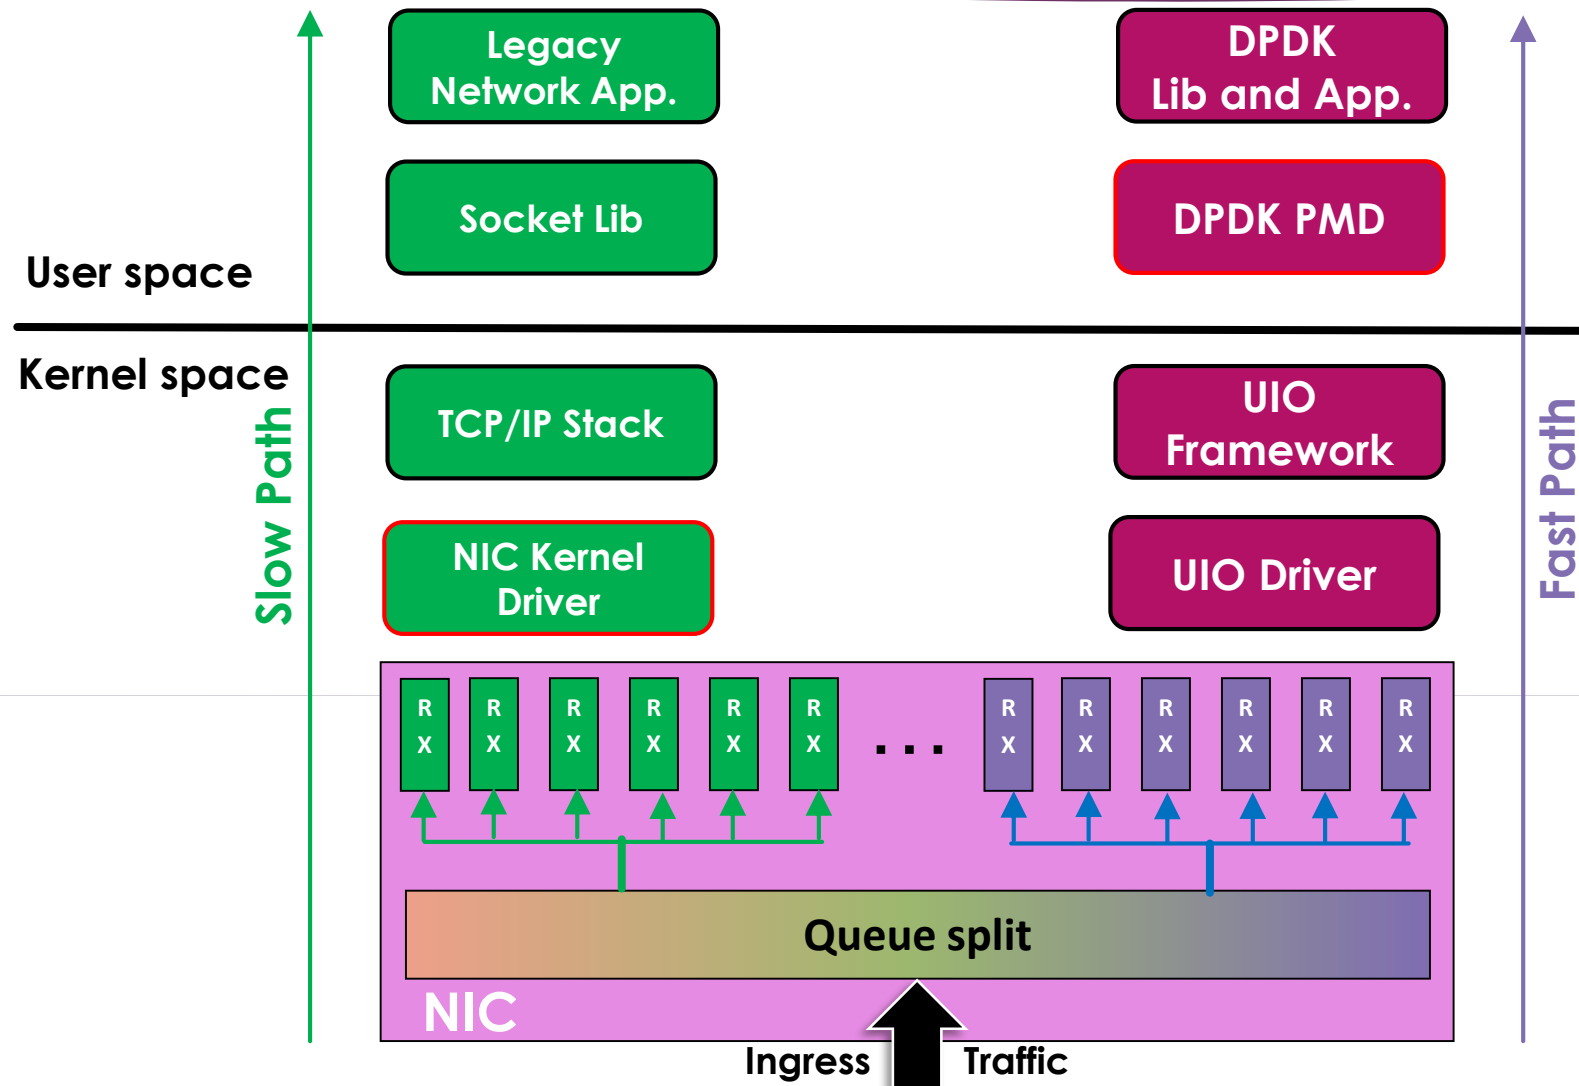 Legacy
Network App.
DPDK
Lib and App.
Socket Lib
DPDK PMD
User space
Kernel space
TCP/IP Stack
UIO
Framework
Slow Path
Fast Path
NIC Kernel
Driver
UIO Driver
R
X
R
X
R
X
R
X
R
X
R
X
...
R
X
R
X
R
X
R
X
R
X
R
X
Queue split
NIC
Ingress Traffic